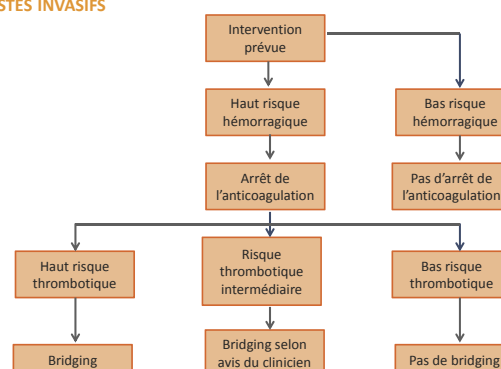 STES INVASIFS
Intervention
prévue
Haut risque
hémorragique
Bas risque
hémorragique
Arrêt de
l'anticoagulation
Pas d'arrêt de
l'anticoagulation
Haut risque
thrombotique
Risque
thrombotique
intermédiaire
Bas risque
thrombotique
Bridging
Bridging selon
avis du clinicien
Pas de bridging